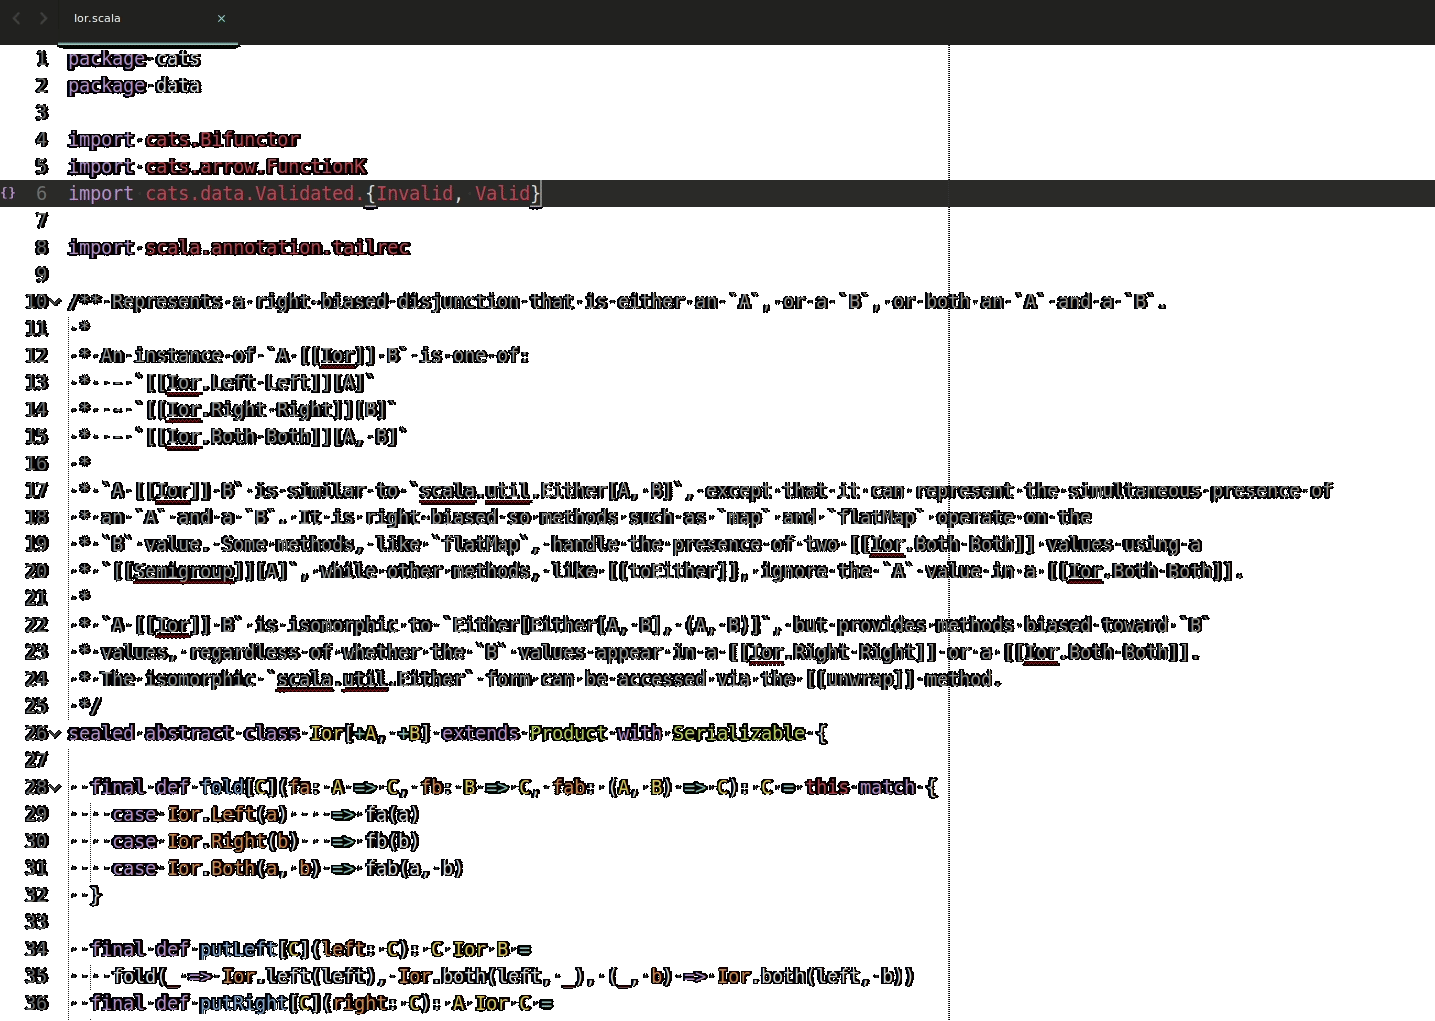 Ior.scala ×
1 package cats
2 package data
3
4 import cats.Bifunctor
5 import cats.arrow.FunctionK
{} 6 import cats.data.Validated.{Invalid, Valid}
7
8 import scala.annotation.tailrec
9
10 /** Represents a right-biased disjunction that is either an `A`, or a `B`, or both an `A` and a `B`.
11  *
12  * An instance of `A [[Ior]] B` is one of:
13  *  - `[[Ior.Left Left]][A]`
14  *  - `[[Ior.Right Right]][B]`
15  *  - `[[Ior.Both Both]][A, B]`
16  *
17  * `A [[Ior]] B` is similar to `scala.util.Either[A, B]`, except that it can represent the simultaneous presence of
18  * an `A` and a `B`. It is right-biased so methods such as `map` and `flatMap` operate on the
19  * `B` value. Some methods, like `flatMap`, handle the presence of two [[Ior.Both Both]] values using a
20  * `[[Semigroup]][A]`, while other methods, like [[toEither]], ignore the `A` value in a [[Ior.Both Both]].
21  *
22  * `A [[Ior]] B` is isomorphic to `Either[Either[A, B], (A, B)]`, but provides methods biased toward `B`
23  * values, regardless of whether the `B` values appear in a [[Ior.Right Right]] or a [[Ior.Both Both]].
24  * The isomorphic `scala.util.Either` form can be accessed via the [[unwrap]] method.
25  */
26 sealed abstract class Ior[+A, +B] extends Product with Serializable {
27
28   final def fold[C](fa: A => C, fb: B => C, fab: (A, B) => C): C = this match {
29     case Ior.Left(a)    => fa(a)
30     case Ior.Right(b)   => fb(b)
31     case Ior.Both(a, b) => fab(a, b)
32   }
33
34   final def putLeft[C](left: C): C Ior B =
35     fold(_ => Ior.left(left), Ior.both(left, _), (_, b) => Ior.both(left, b))
36   final def putRight[C](right: C): A Ior C =